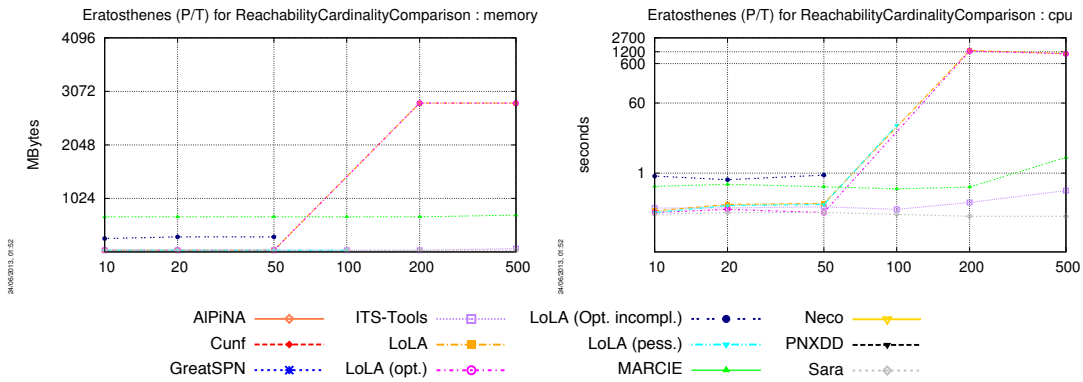 Eratosthenes (P/T) for ReachabilityCardinalityComparison : memory
4096
3072
2048
1024
MBytes
10 20 50 100 200 500
24/06/2013, 01:52
Eratosthenes (P/T) for ReachabilityCardinalityComparison : cpu
2700
1200
600
60
1
seconds
10 20 50 100 200 500
24/06/2013, 01:52
AlPiNA ITS-Tools LoLA (Opt. incompl.) Neco
Cunf LoLA LoLA (pess.) PNXDD
GreatSPN LoLA (opt.) MARCIE Sara